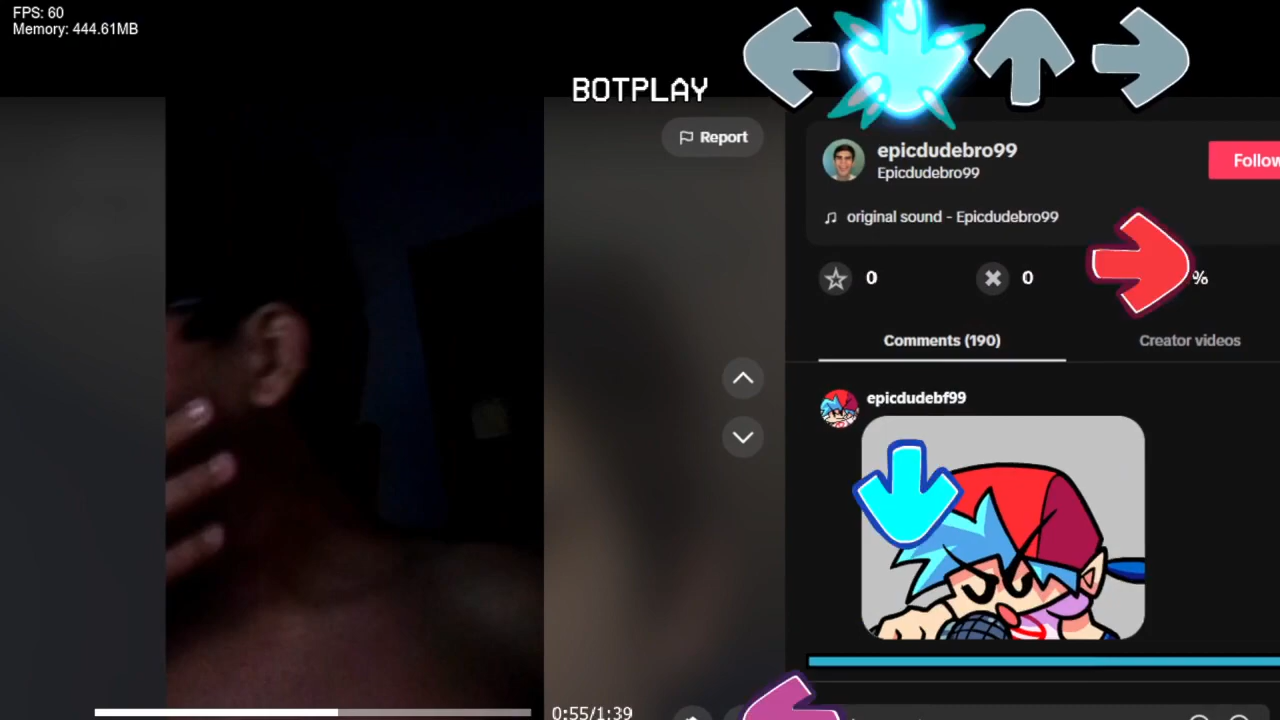 FPS: 60
Memory: 444.61MB
BOTPLAY
Report
epicdudebro99
Epicdudebro99
Follow
original sound - Epicdudebro99
0
0
%
Comments (190)
Creator videos
epicdudebf99
0:55/1:39